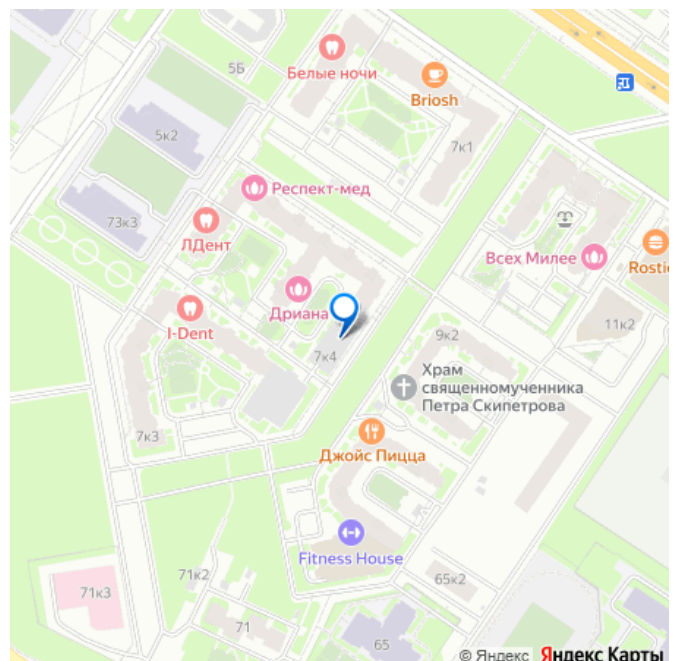 5Б
Белые ночи
Briosh
5к2
7к1
Респект-мед
73к3
ЛДент
Всех Милее
Rostic
Дриана
I-Dent
11к2
9к2
7к4
Храм
священномученника
Петра Скипетрова
7к3
Джойс Пицца
Fitness House
71к2
65к2
71к3
71
65
© Яндекс Яндекс Карты